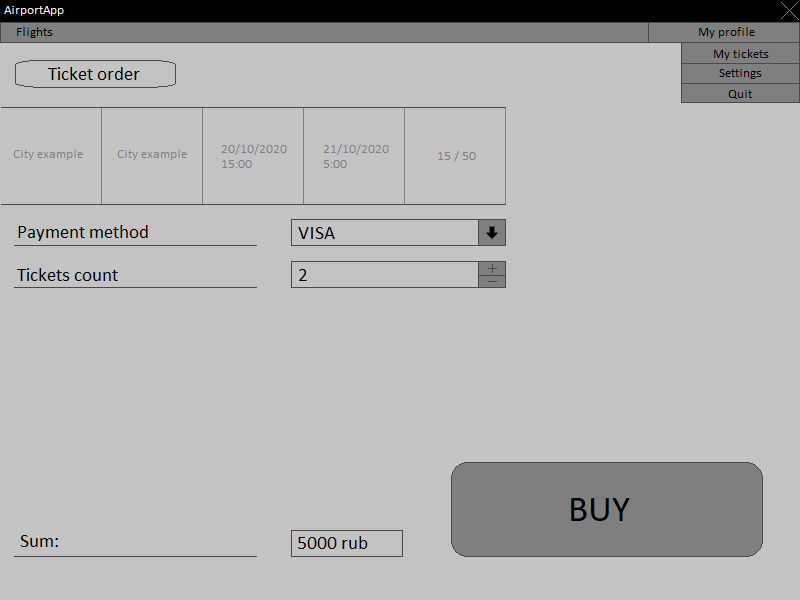 AirportApp
Flights
My profile
My tickets
Settings
Quit
Ticket order
City example
City example
20/10/2020
15:00
21/10/2020
5:00
15 / 50
Payment method
VISA
Tickets count
2
+
−
BUY
Sum:
5000 rub